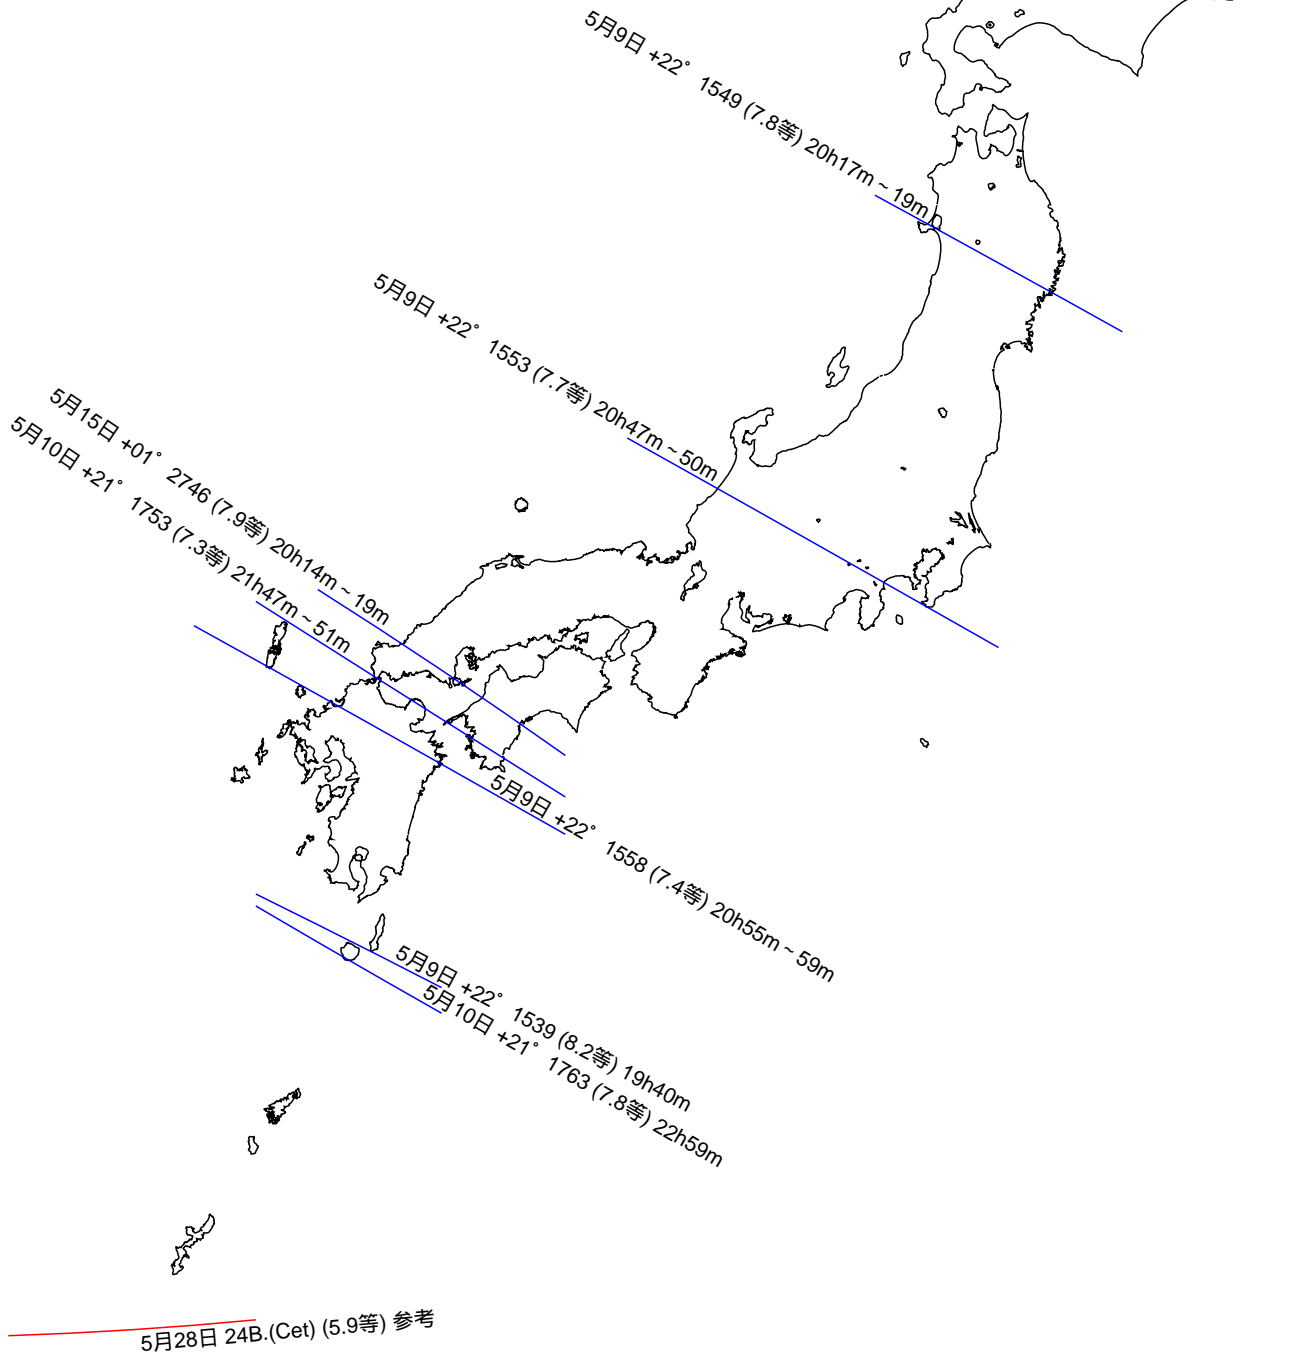 5月9日 +22° 1549 (7.8等) 20h17m ~ 19m
5月9日 +22° 1553 (7.7等) 20h47m ~ 50m
5月15日 +01° 2746 (7.9等) 20h14m ~ 19m
5月10日 +21° 1753 (7.3等) 21h47m ~ 51m
5月9日 +22° 1558 (7.4等) 20h55m ~ 59m
5月9日 +22° 1539 (8.2等) 19h40m
5月10日 +21° 1763 (7.8等) 22h59m
5月28日 24B.(Cet) (5.9等) 参考